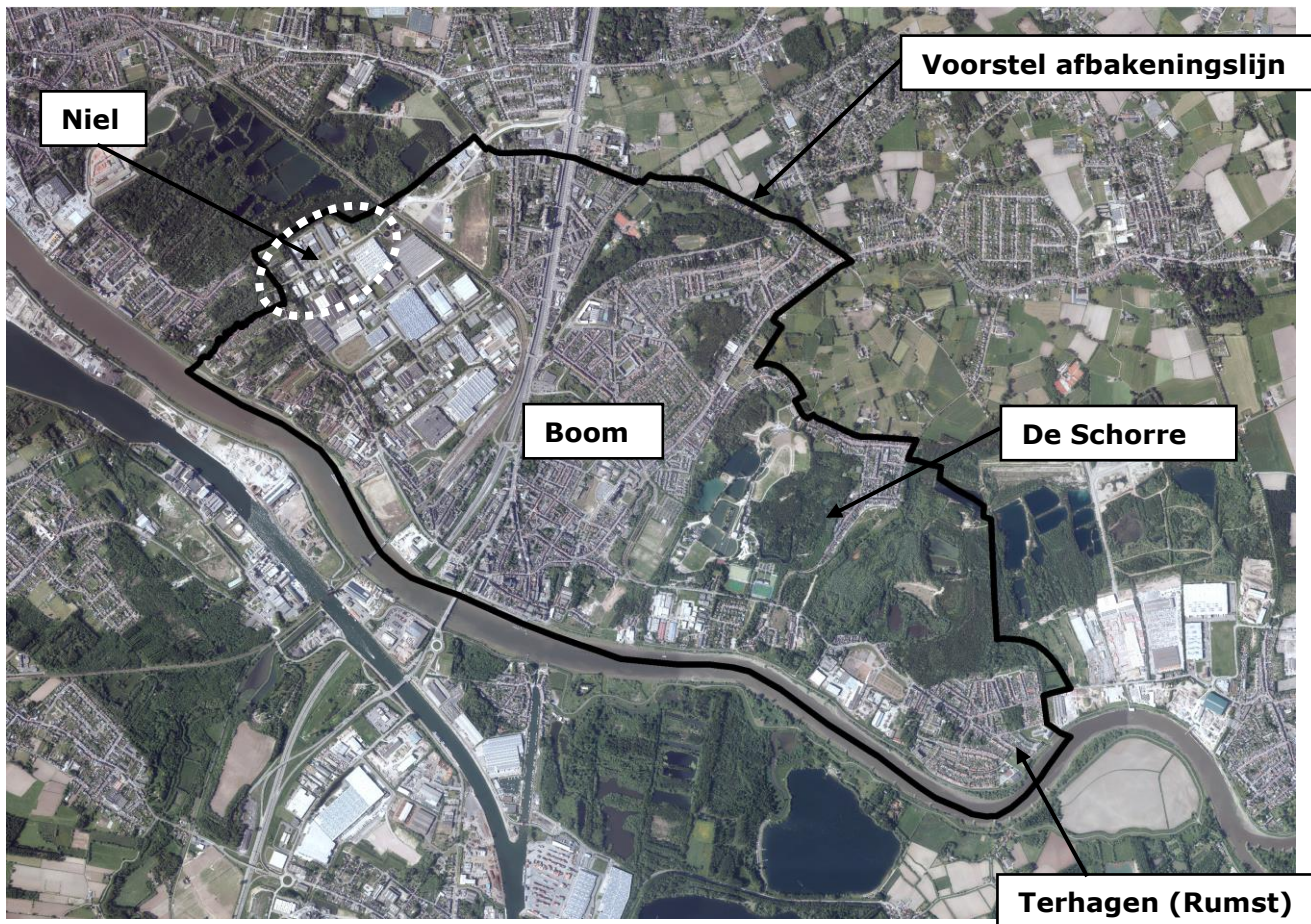 Voorstel afbakeningslijn
Niel
Boom
De Schorre
Terhagen (Rumst)